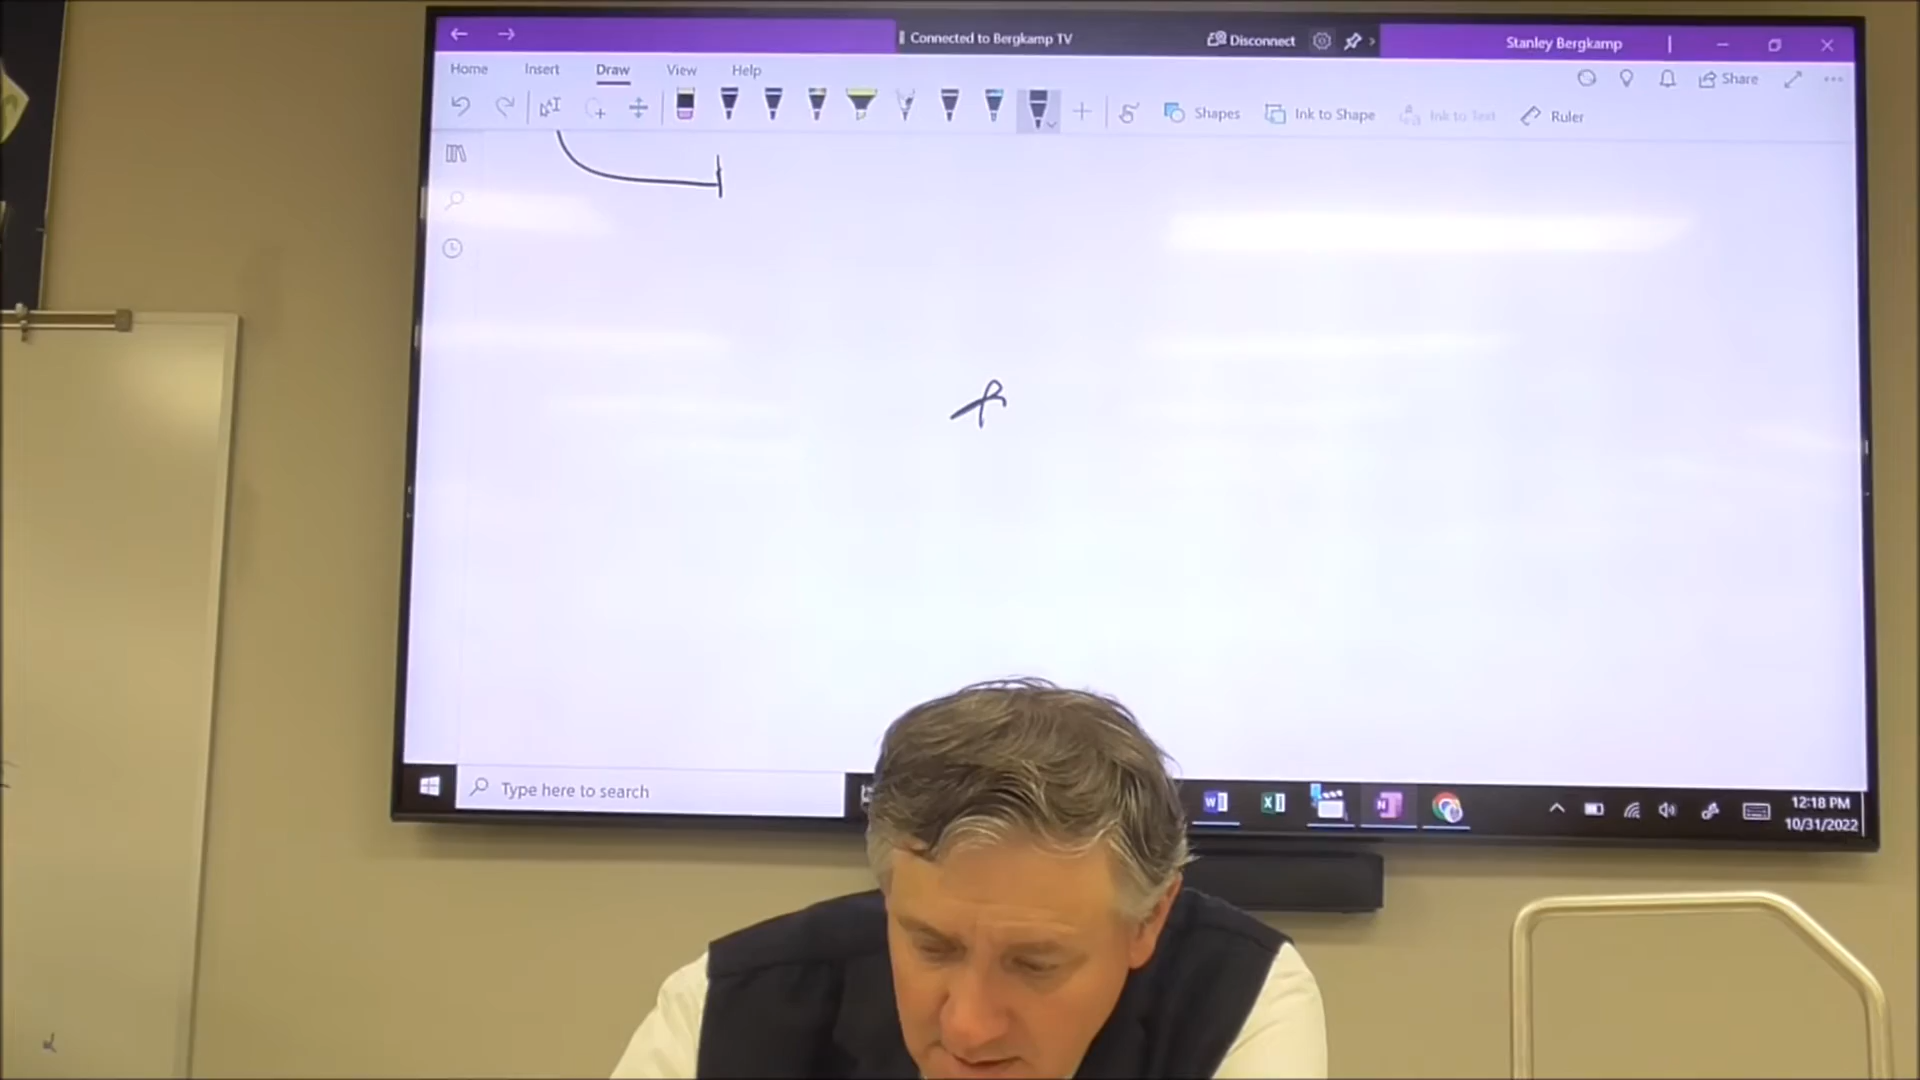 Connected to Bergkamp TV
Disconnect
Stanley Bergkamp
Home Insert Draw View Help
Share
Shapes Ink to Shape Ink to Text Ruler
Type here to search
12:18 PM
10/31/2022